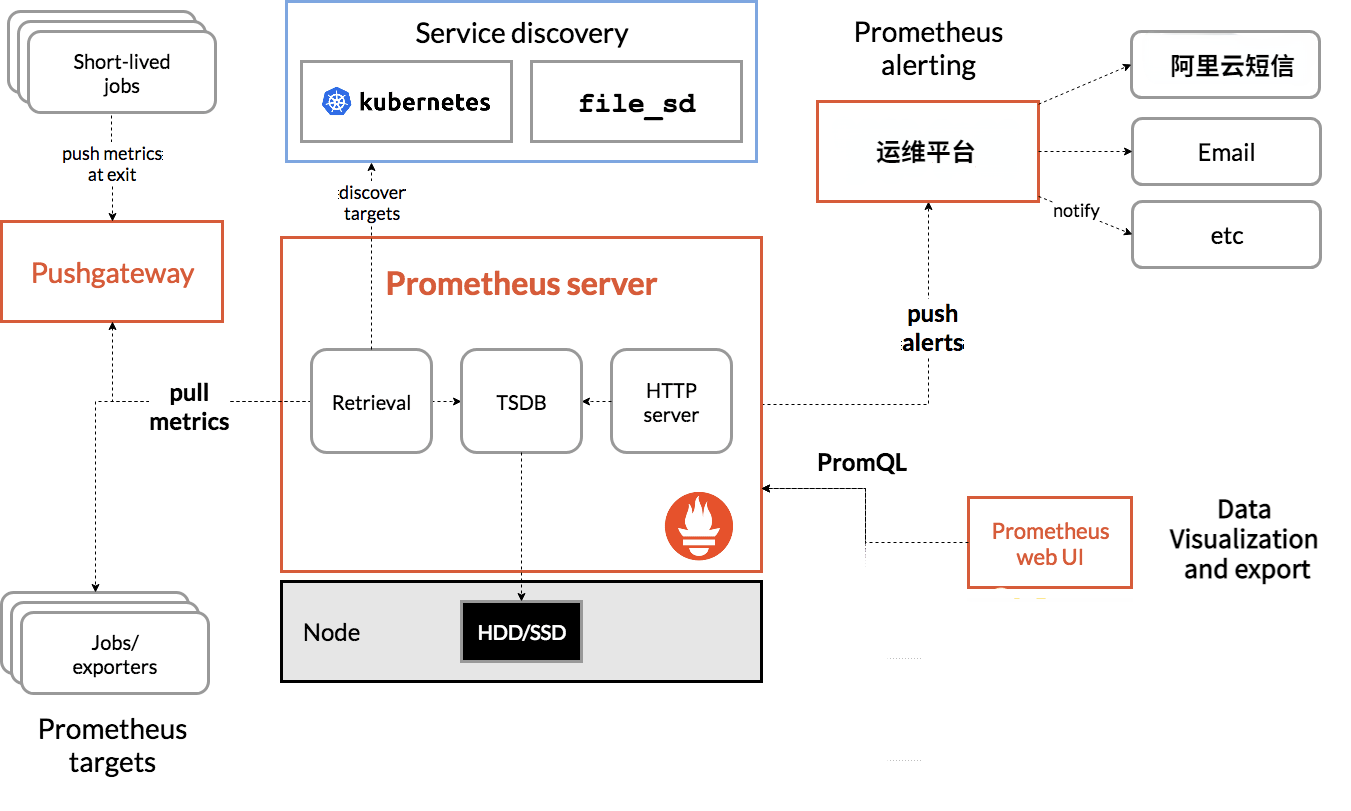 Short-lived
jobs
push metrics
at exit
Pushgateway
Service discovery
kubernetes
file_sd
discover
targets
Prometheus server
Retrieval
TSDB
HTTP
server
pull
metrics
Node
HDD/SSD
Jobs/
exporters
Prometheus
targets
Prometheus
alerting
运维平台
阿里云短信
Email
notify
etc
push
alerts
PromQL
Prometheus
web UI
Data
Visualization
and export